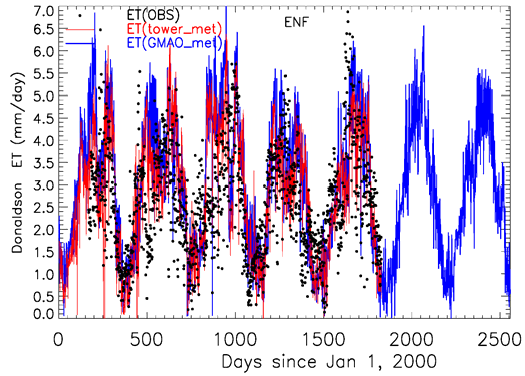 ET(OBS)
ET(tower_met)
ET(GMAO_met)
ENF
Donaldson ET (mm/day)
7.0
6.5
6.0
5.5
5.0
4.5
4.0
3.5
3.0
2.5
2.0
1.5
1.0
0.5
0.0
0 500 1000 1500 2000 2500
Days since Jan 1, 2000